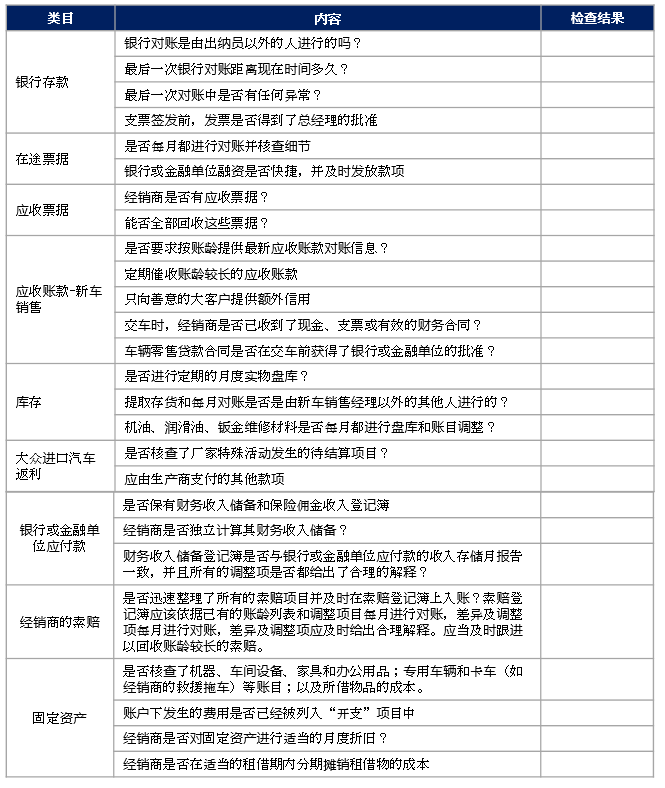 类目 内容 检查结果
银行存款
银行对账是由出纳员以外的人进行的吗？
最后一次银行对账距离现在时间多久？
最后一次对账中是否有任何异常？
支票签发前，发票是否得到了总经理的批准
在途票据
是否每月都进行对账并核查细节
银行或金融单位融资是否快捷，并及时发放款项
应收票据
经销商是否有应收票据？
能否全部回收这些票据？
应收账款-新车
销售
是否要求按账龄提供最新应收账款对账信息？
定期催收账龄较长的应收账款
只向善意的大客户提供额外信用
交车时，经销商是否已收到了现金、支票或有效的财务合同？
车辆零售贷款合同是否在交车前获得了银行或金融单位的批准？
库存
是否进行定期的月度实物盘库？
提取存货和每月对账是否是由新车销售经理以外的其他人进行的？
机油、润滑油、钣金维修材料是否每月都进行盘库和账目调整？
大众进口汽车
返利
是否核查了厂家特殊活动发生的待结算项目？
应由生产商支付的其他款项
银行或金融单
位应付款
是否保有财务收入储备和保险佣金收入登记簿
经销商是否独立计算其财务收入储备？
财务收入储备登记簿是否与银行或金融单位应付款的收入存储月报告
一致，并且所有的调整项是否都给出了合理的解释？
经销商的索赔
是否迅速整理了所有的索赔项目并及时在索赔登记簿上入账？索赔登
记簿应该依据已有的账龄列表和调整项目每月进行对账，差异及调整
项每月进行对账，差异及调整项应及时给出合理解释。应当及时跟进
以回收账龄较长的索赔。
固定资产
是否核查了机器、车间设备、家具和办公用品；专用车辆和卡车（如
经销商的救援拖车）等账目；以及所借物品的成本。
账户下发生的费用是否已经被列入“开支”项目中
经销商是否对固定资产进行适当的月度折旧？
经销商是否在适当的租借期内分期摊销租借物的成本